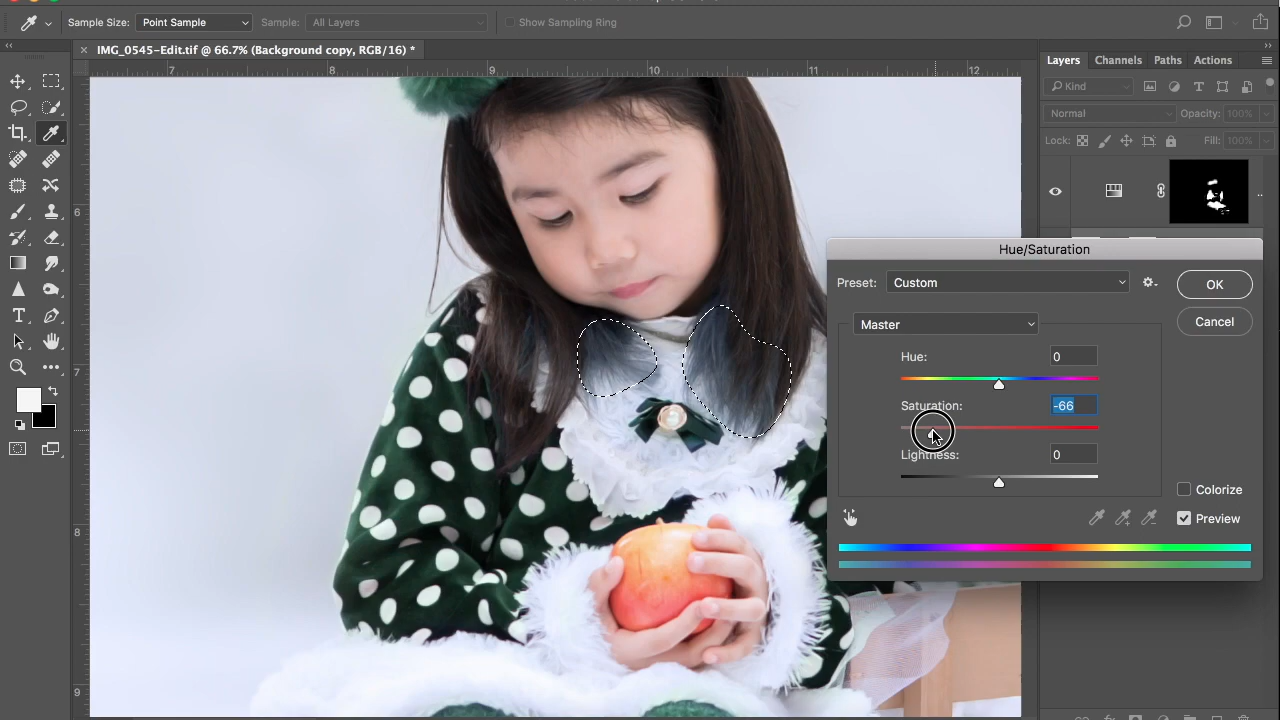 Sample Size: Point Sample Sample: All Layers Show Sampling Ring
× IMG_0545-Edit.tif @ 66.7% (Background copy, RGB/16) *
7 8 9 10 11 12
6
7
8
9
Layers Channels Paths Actions
Kind
Normal Opacity: 100%
Lock: Fill: 100%
Hue/Saturation
Preset: Custom
OK
Master
Cancel
Hue: 0
Saturation: -66
Lightness: 0
Colorize
Preview